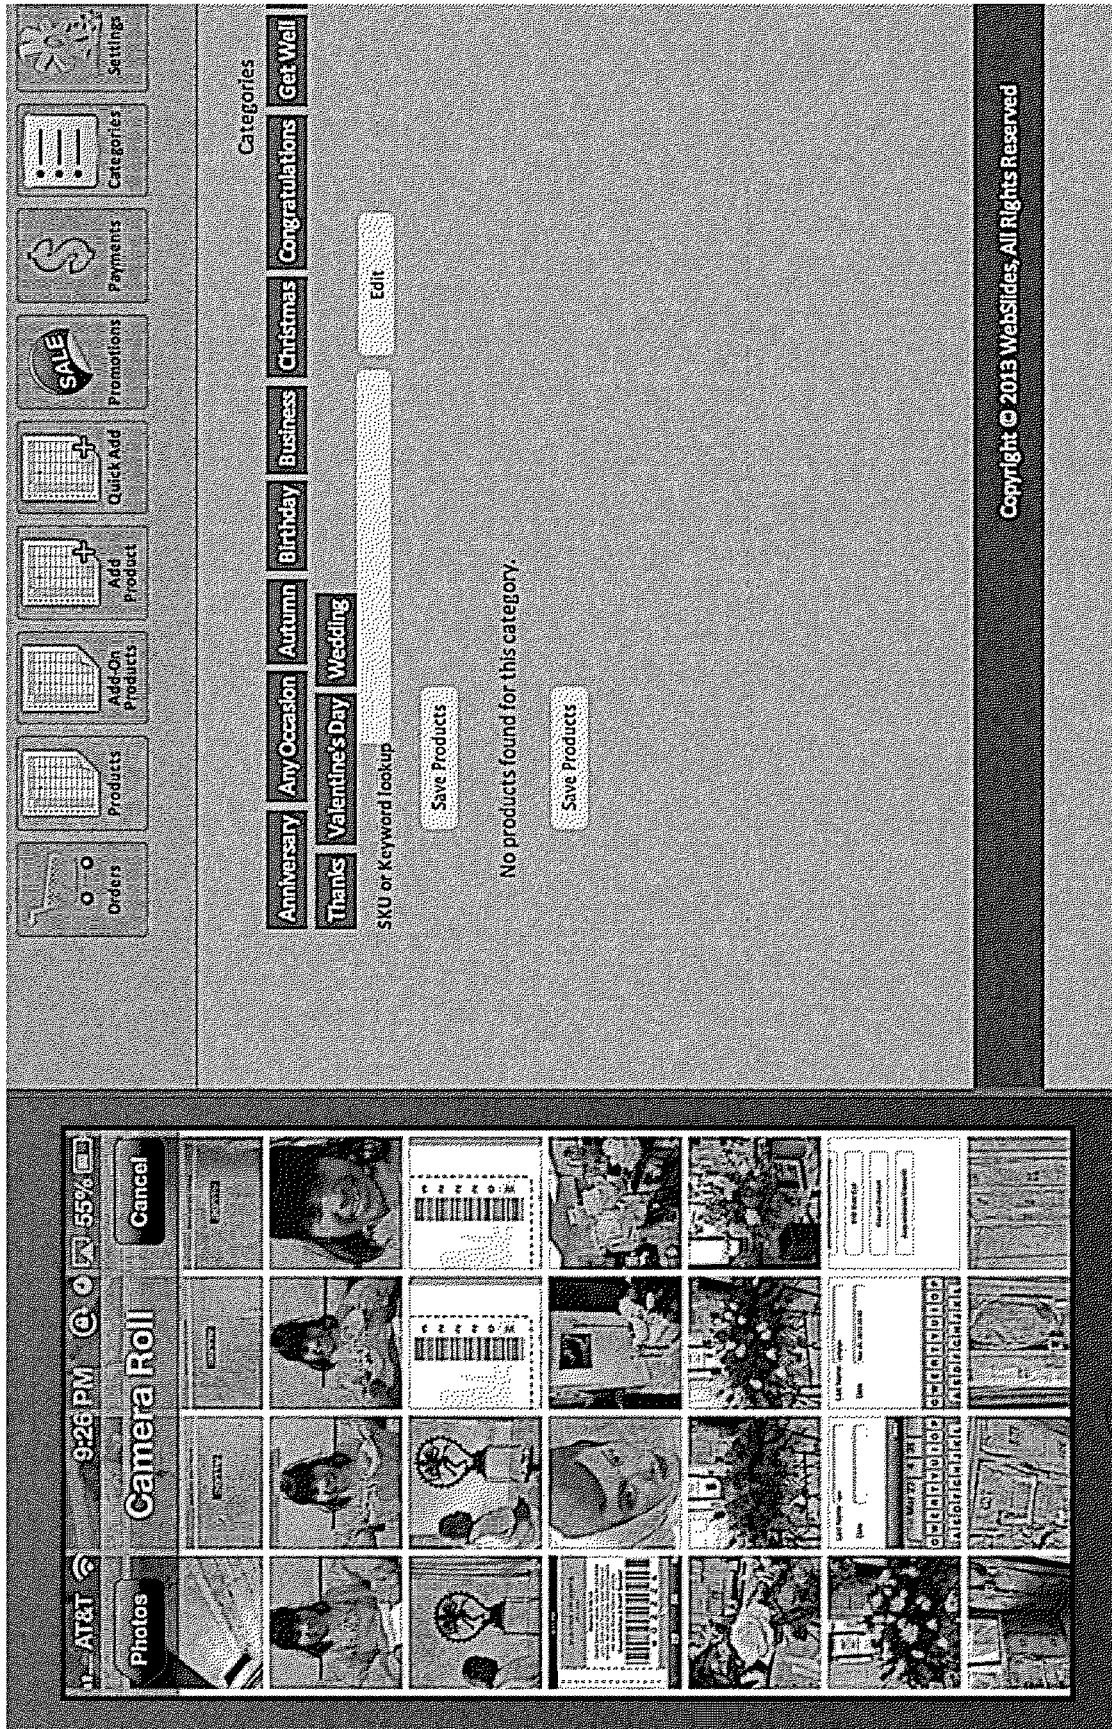 AT&T 9:26 PM 55%
Photos Camera Roll Cancel
Orders Products Add-On Products Add Product Quick Add Promotions Payments Categories Settings
SALE
Categories
Anniversary Any Occasion Autumn Birthday Business Christmas Congratulations Get Well
Thanks Valentine's Day Wedding
SKU or Keyword lookup Edit
Save Products
No products found for this category.
Save Products
Copyright © 2013 WebSlides, All Rights Reserved